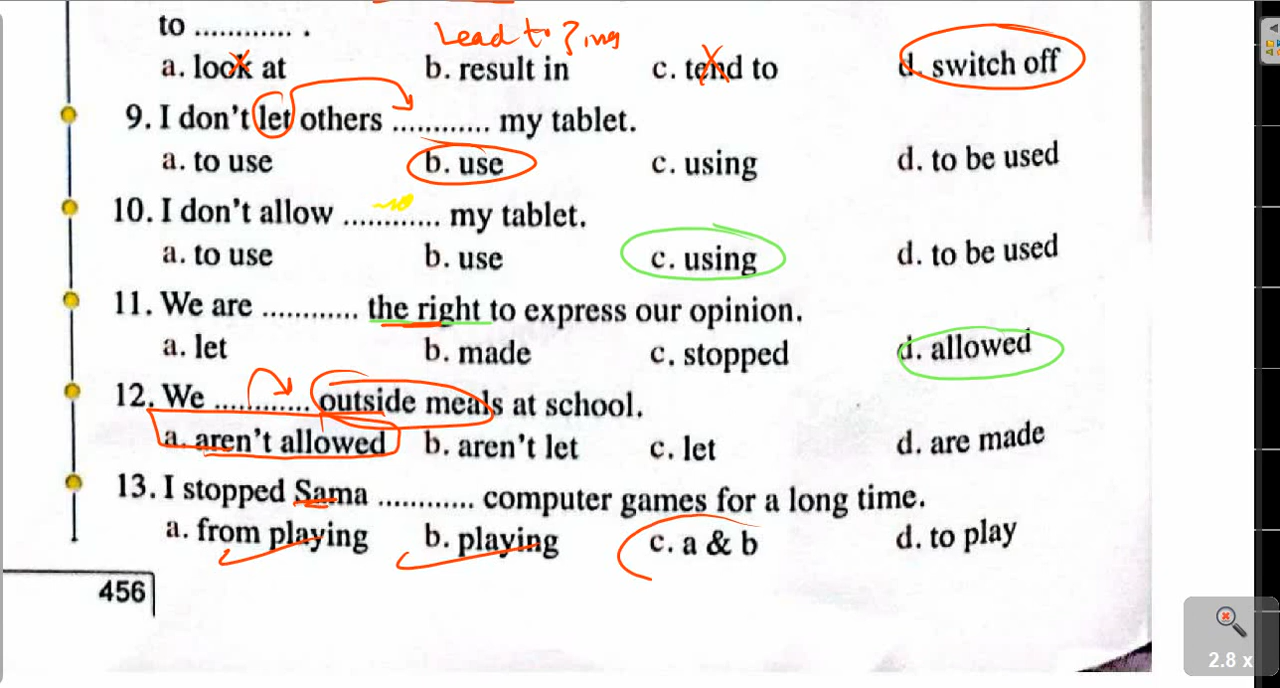 to ............ .
Lead to } ing
a. look at b. result in c. tend to d. switch off
9. I don't let others ............ my tablet.
a. to use b. use c. using d. to be used
10. I don't allow ............ my tablet.
a. to use b. use c. using d. to be used
11. We are ............ the right to express our opinion.
a. let b. made c. stopped d. allowed
12. We ............ outside meals at school.
a. aren't allowed b. aren't let c. let d. are made
13. I stopped Sama ............ computer games for a long time.
a. from playing b. playing c. a & b d. to play
456
2.8 x